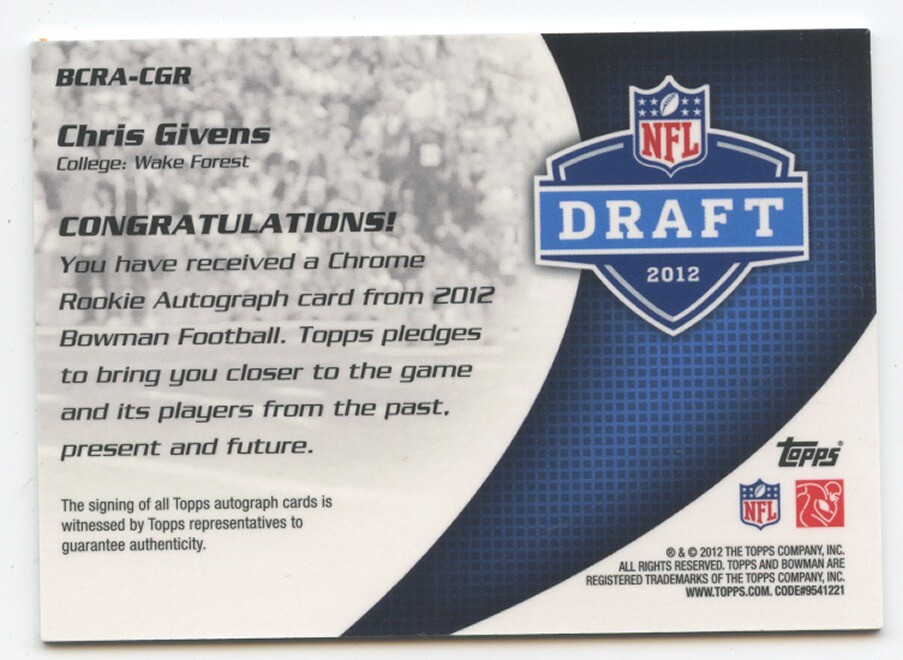 BCRA-CGR
Chris Givens
College: Wake Forest
CONGRATULATIONS!
You have received a Chrome
Rookie Autograph card from 2012
Bowman Football. Topps pledges
to bring you closer to the game
and its players from the past,
present and future.
The signing of all Topps autograph cards is
witnessed by Topps representatives to
guarantee authenticity.
NFL
DRAFT
2012
Topps®
NFL
® & © 2012 THE TOPPS COMPANY, INC.
ALL RIGHTS RESERVED. TOPPS AND BOWMAN ARE
REGISTERED TRADEMARKS OF THE TOPPS COMPANY, INC.
WWW.TOPPS.COM. CODE#9541221